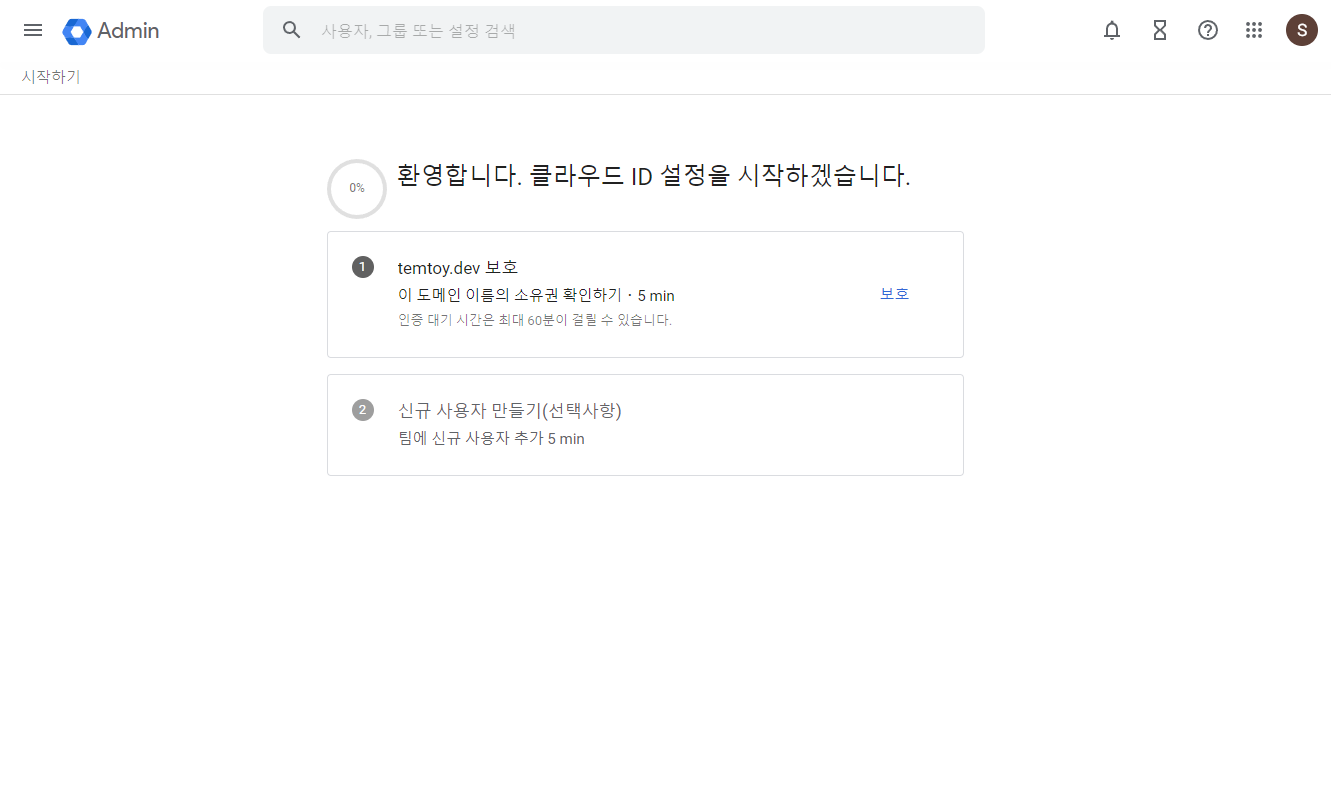 Admin
사용자, 그룹 또는 설정 검색
S
시작하기
0%
환영합니다. 클라우드 ID 설정을 시작하겠습니다.
1
temtoy.dev 보호
이 도메인 이름의 소유권 확인하기 · 5 min
보호
인증 대기 시간은 최대 60분이 걸릴 수 있습니다.
2
신규 사용자 만들기(선택사항)
팀에 신규 사용자 추가 5 min